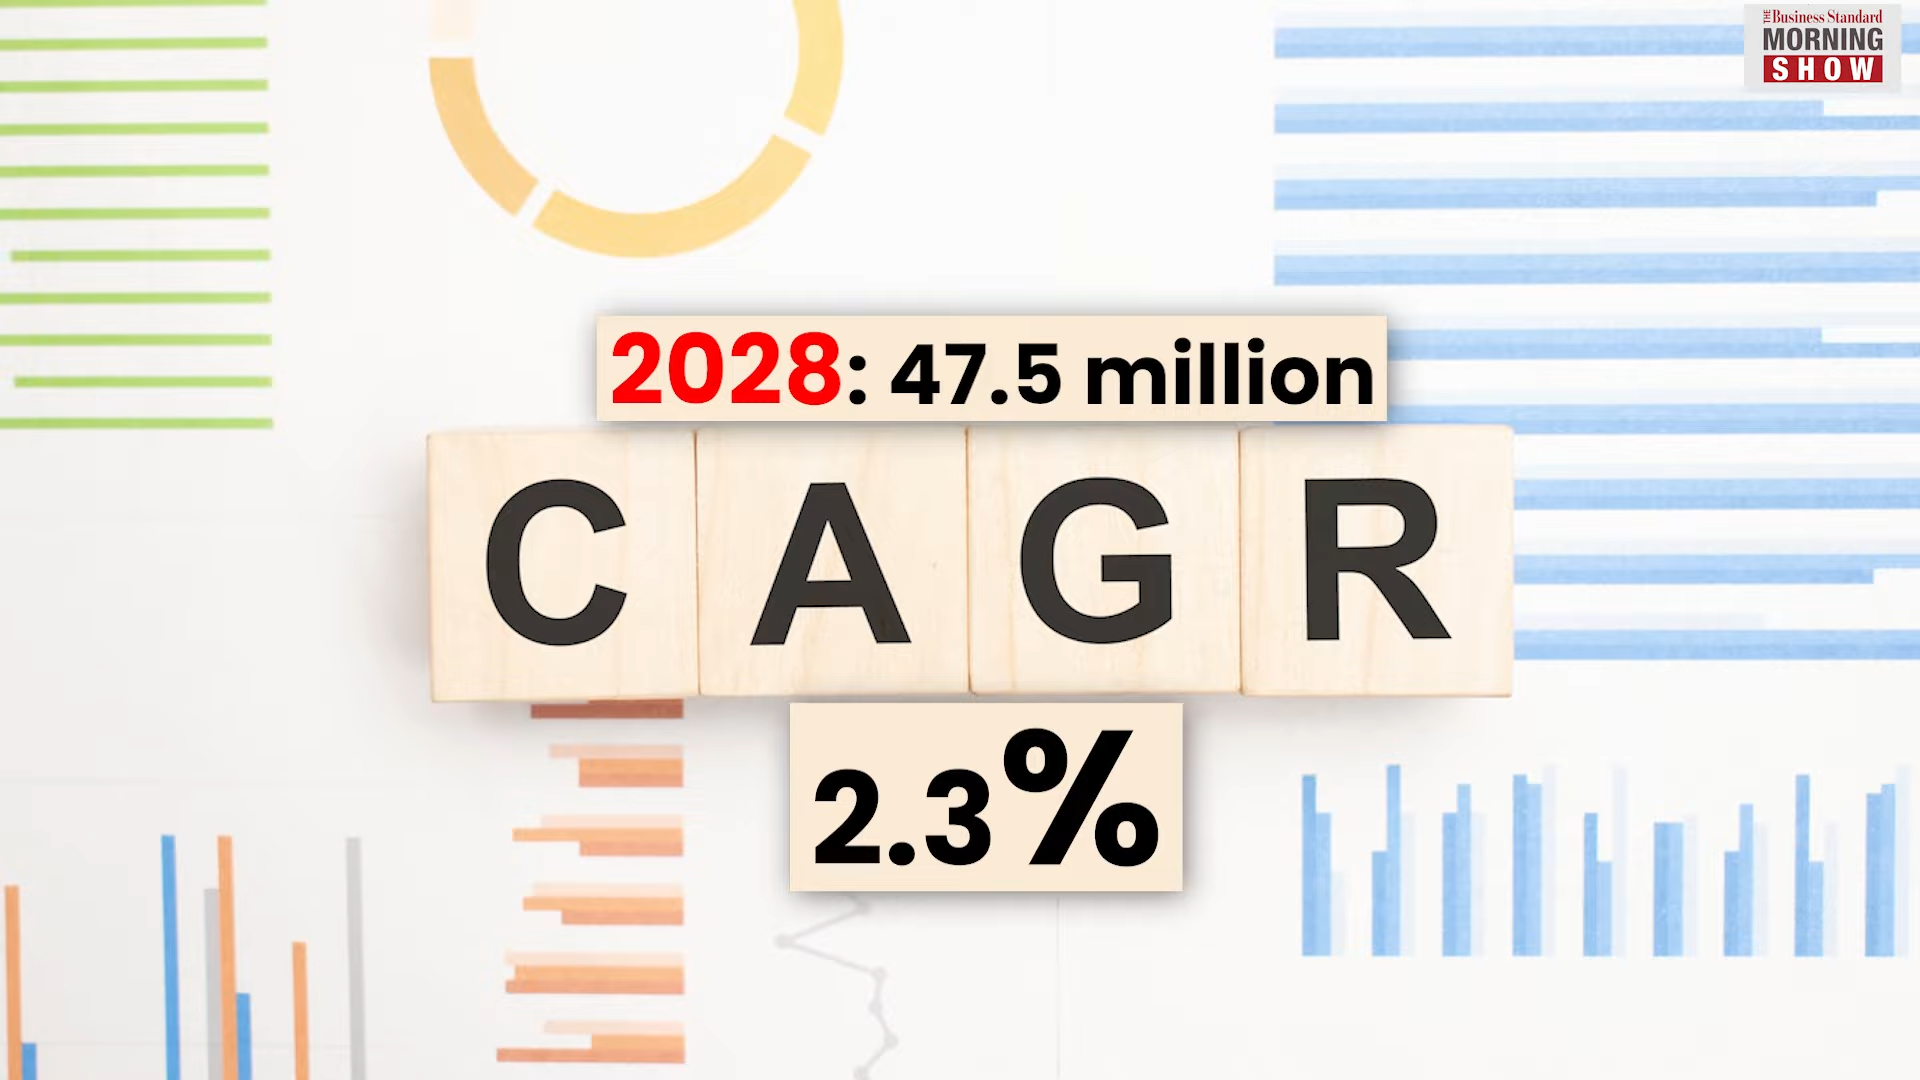 THE Business Standard
MORNING
SHOW
2028: 47.5 million
CAGR
2.3%